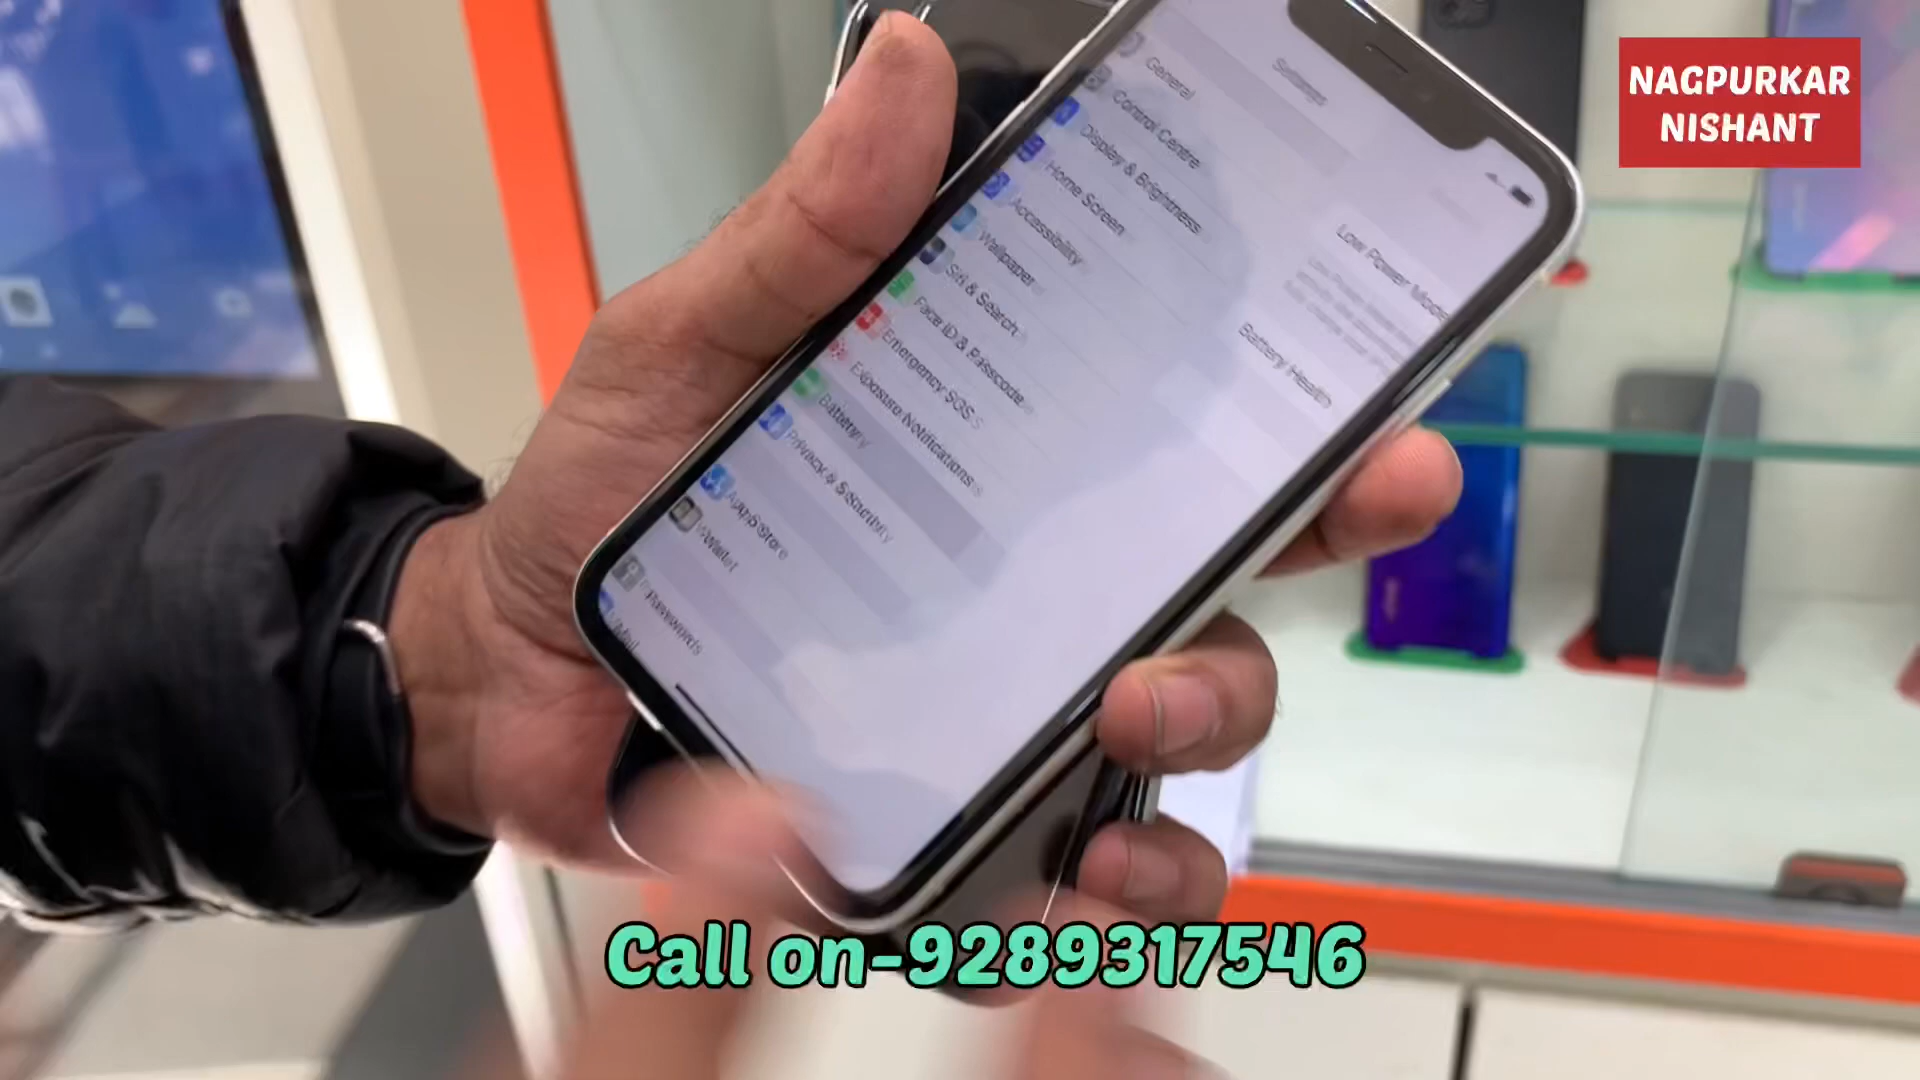 NAGPURKAR
NISHANT
Settings
General
Control Centre
Display & Brightness
Home Screen
Accessibility
Wallpaper
Siri & Search
Face ID & Passcode
Emergency SOS
Exposure Notifications
Battery
Privacy & Security
App Store
Wallet
Passwords
Mail
Low Power Mode
Battery Health
Call on-9289317546